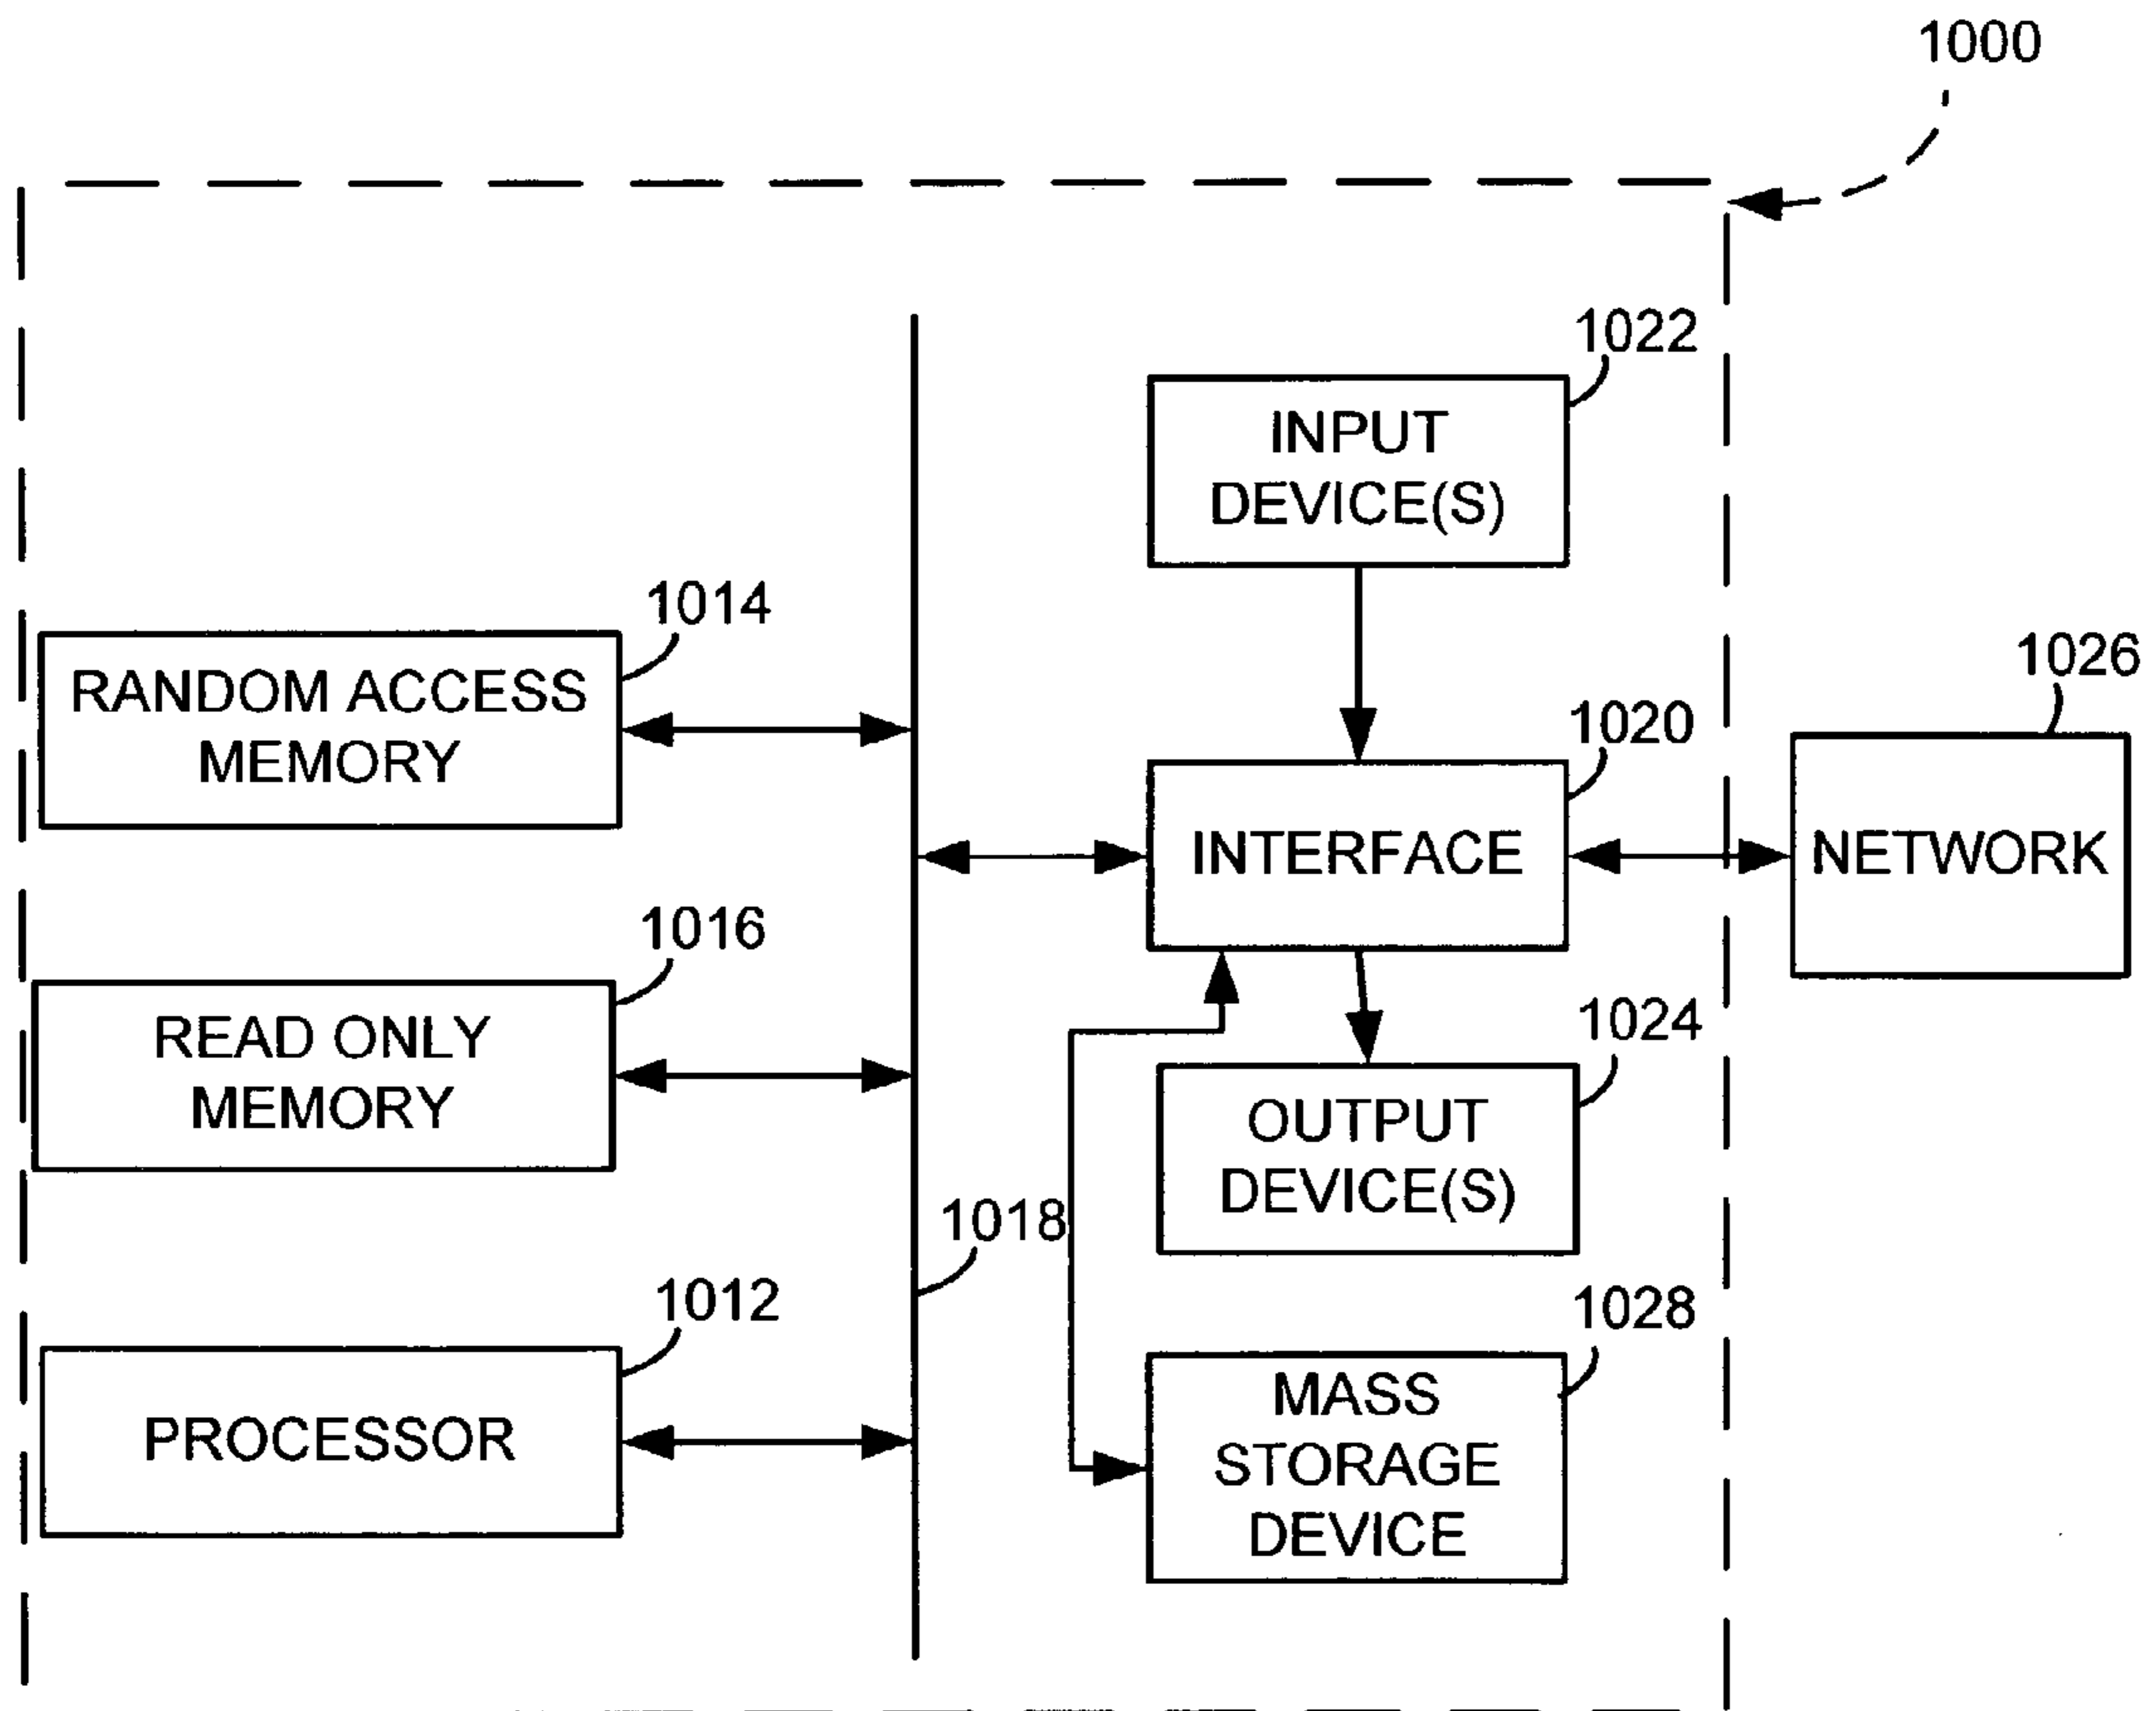 1000
1022
INPUT
DEVICE(S)
1014
RANDOM ACCESS
MEMORY
1026
1020
INTERFACE
NETWORK
1016
READ ONLY
MEMORY
1024
OUTPUT
DEVICE(S)
1018
1012
PROCESSOR
1028
MASS
STORAGE
DEVICE